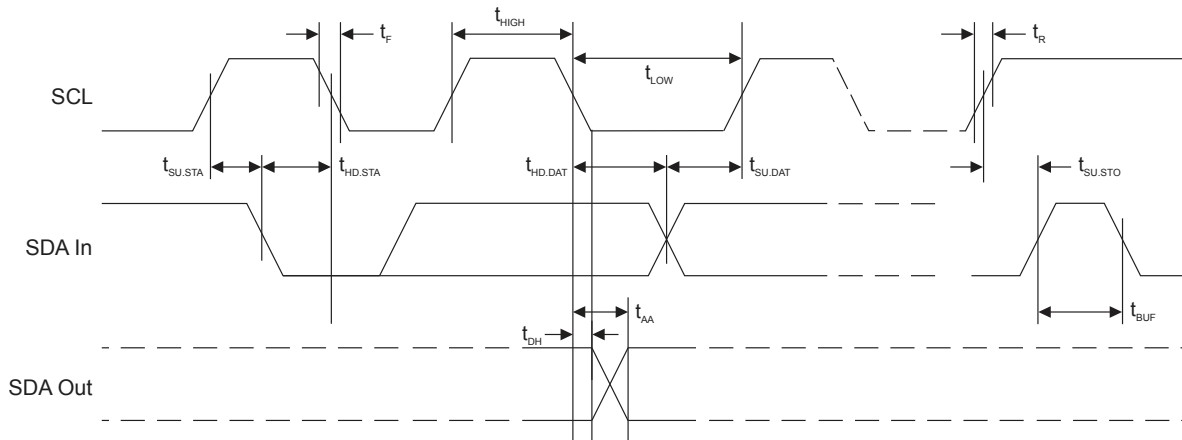 tHIGH
tF
tR
SCL
tLOW
tSU.STA
tHD.STA
tHD.DAT
tSU.DAT
tSU.STO
SDA In
tAA
tBUF
tDH
SDA Out